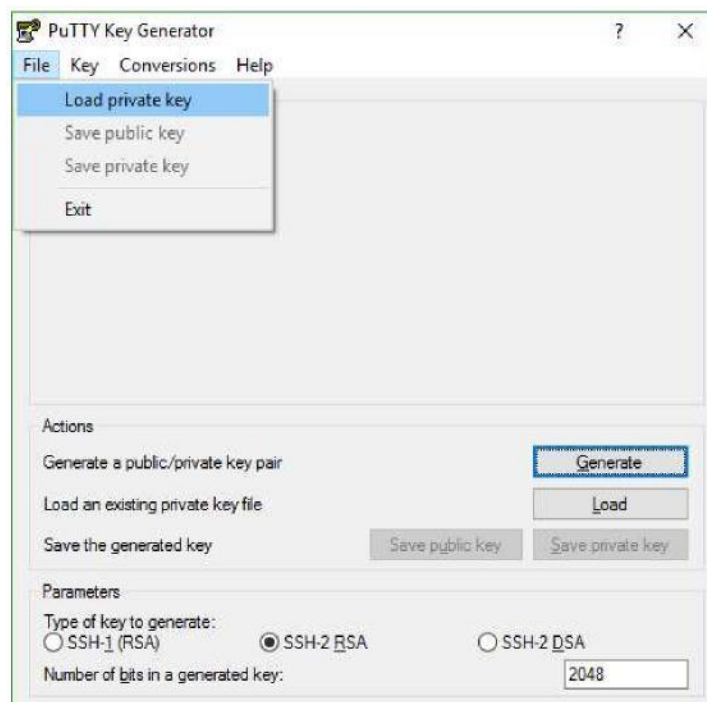 PuTTY Key Generator ? X
File Key Conversions Help
Load private key
Save public key
Save private key
Exit
Actions
Generate a public/private key pair Generate
Load an existing private key file Load
Save the generated key Save public key Save private key
Parameters
Type of key to generate:
SSH-1 (RSA) SSH-2 RSA SSH-2 DSA
Number of bits in a generated key: 2048